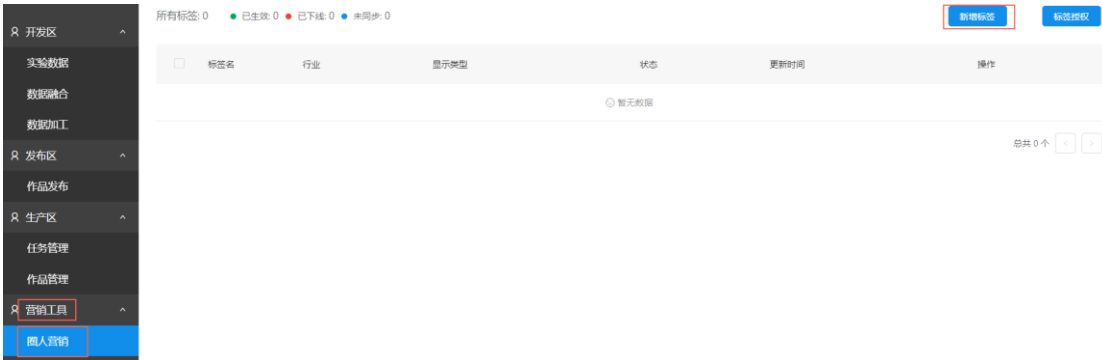 开发区
实验数据
数据融合
数据加工
发布区
作品发布
生产区
任务管理
作品管理
营销工具
圈人营销
所有标签: 0 已生效: 0 已下线: 0 未同步: 0
新增标签 标签授权
标签名 行业 显示类型 状态 更新时间 操作
暂无数据
总共 0 个 < >